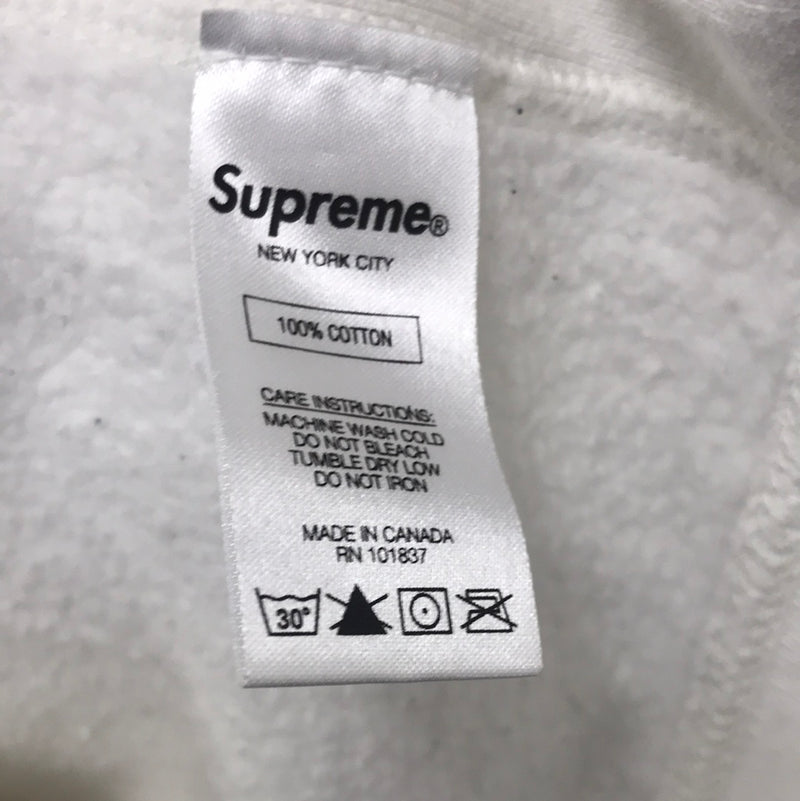 Supreme®
NEW YORK CITY
100% COTTON
CARE INSTRUCTIONS:
MACHINE WASH COLD
DO NOT BLEACH
TUMBLE DRY LOW
DO NOT IRON
MADE IN CANADA
RN 101837
30°